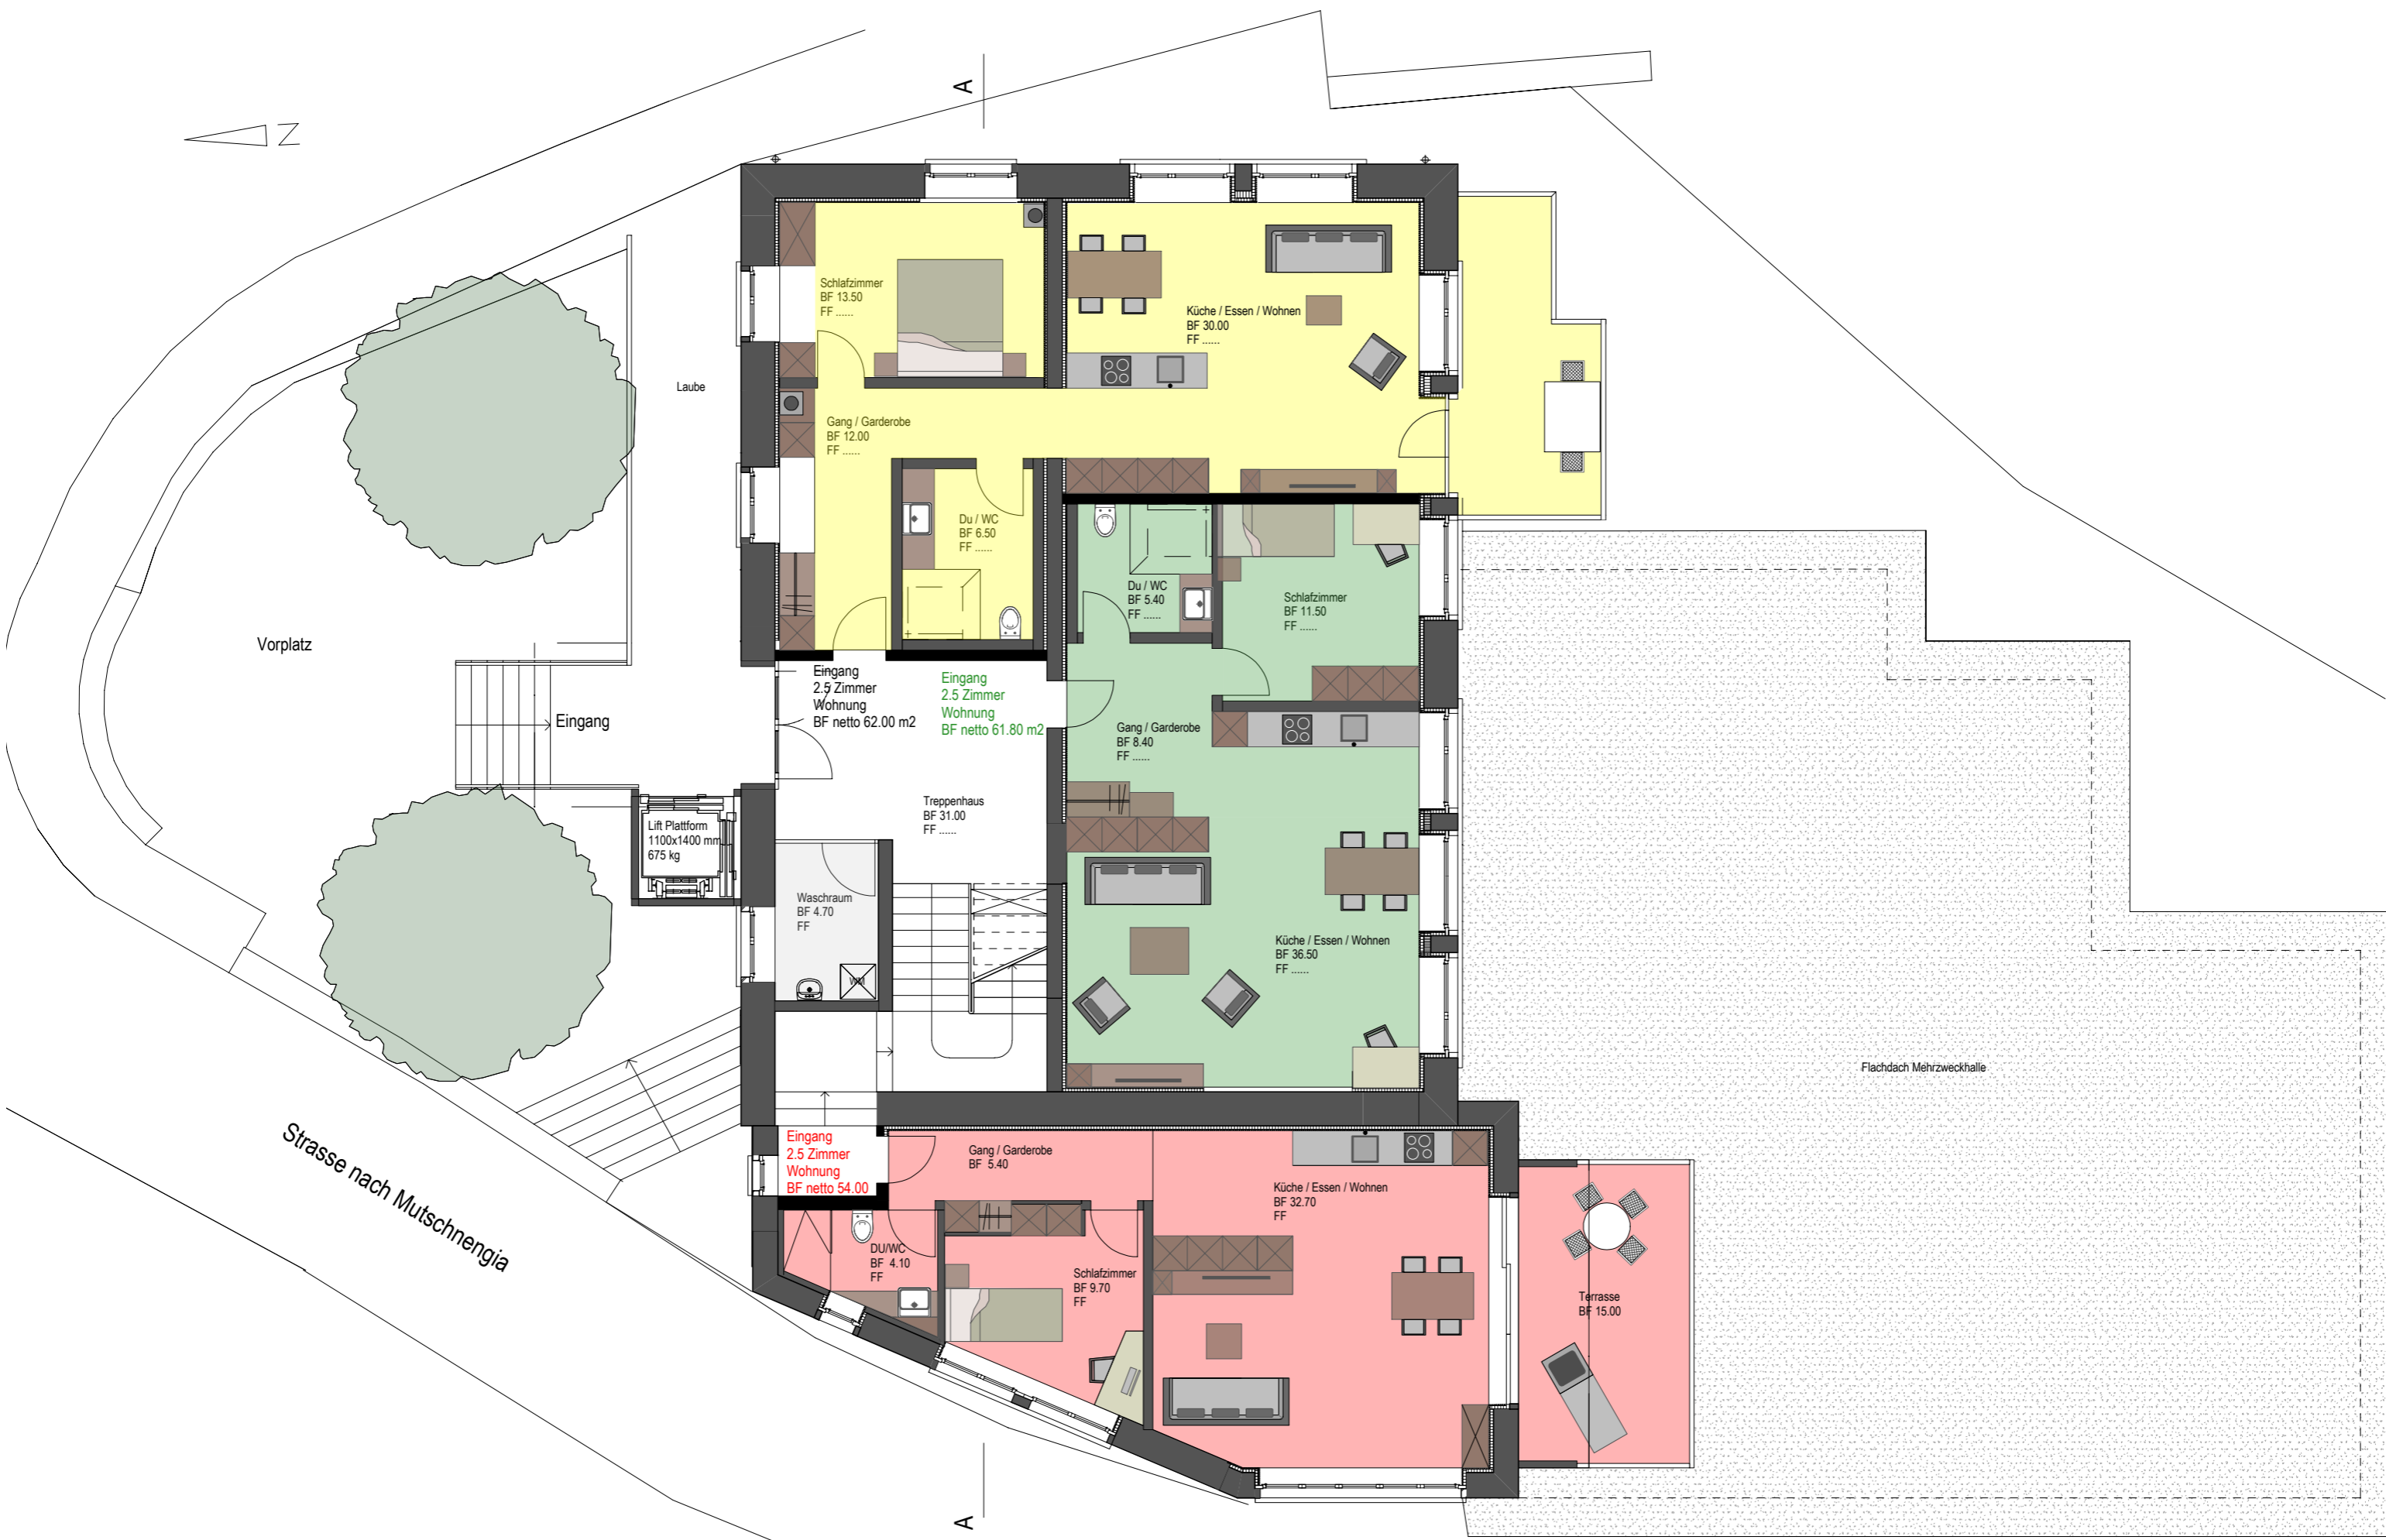 A
N
Schlafzimmer
BF 13.50
FF ......
Küche / Essen / Wohnen
BF 30.00
FF ......
Laube
Gang / Garderobe
BF 12.00
FF ......
Du / WC
BF 6.50
FF ......
Du / WC
BF 5.40
FF ......
Schlafzimmer
BF 11.50
FF ......
Vorplatz
Eingang
Eingang
2.5 Zimmer
Wohnung
BF netto 62.00 m2
Eingang
2.5 Zimmer
Wohnung
BF netto 61.80 m2
Gang / Garderobe
BF 8.40
FF ......
Treppenhaus
BF 31.00
FF ......
Lift Plattform
1100x1400 mm
675 kg
Waschraum
BF 4.70
FF
WM
Küche / Essen / Wohnen
BF 36.50
FF ......
Flachdach Mehrzweckhalle
Strasse nach Mutschnengia
Eingang
2.5 Zimmer
Wohnung
BF netto 54.00
Gang / Garderobe
BF 5.40
Küche / Essen / Wohnen
BF 32.70
FF
DU/WC
BF 4.10
FF
Schlafzimmer
BF 9.70
FF
Terrasse
BF 15.00
A